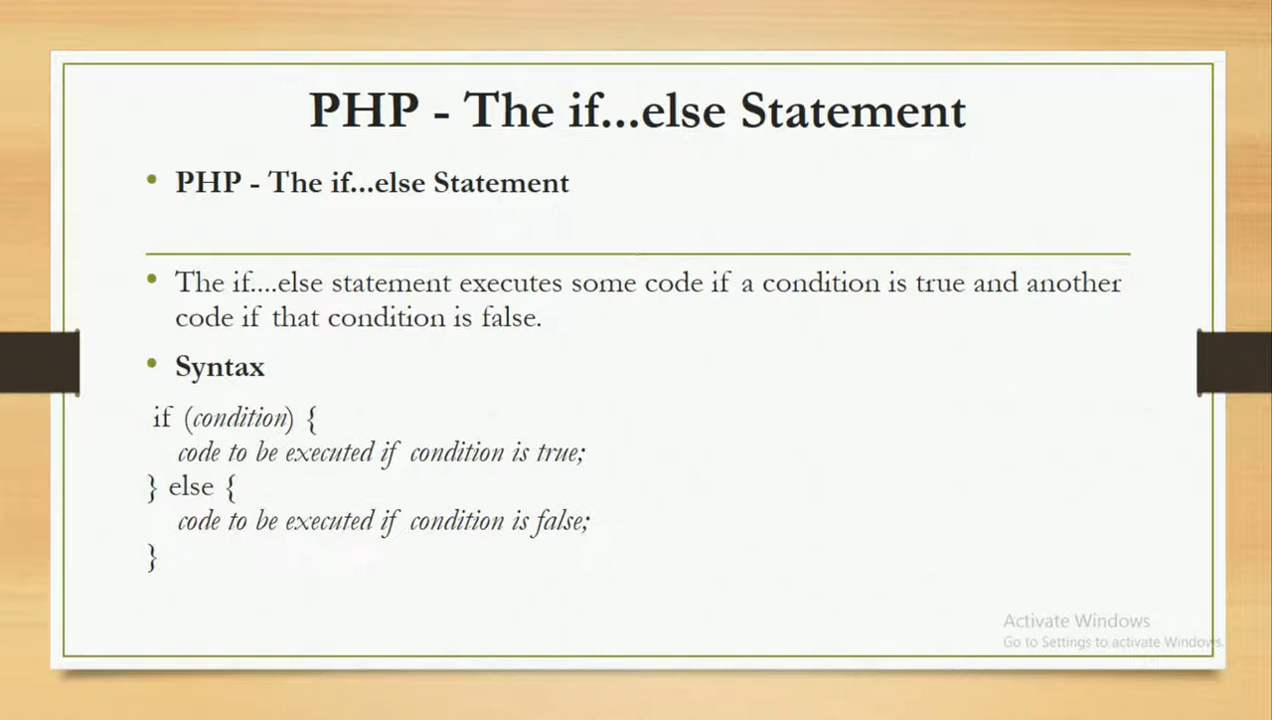 PHP - The if...else Statement
• PHP - The if...else Statement
• The if....else statement executes some code if a condition is true and another
code if that condition is false.
• Syntax
if (condition) {
code to be executed if condition is true;
} else {
code to be executed if condition is false;
}
Activate Windows
Go to Settings to activate Windows.